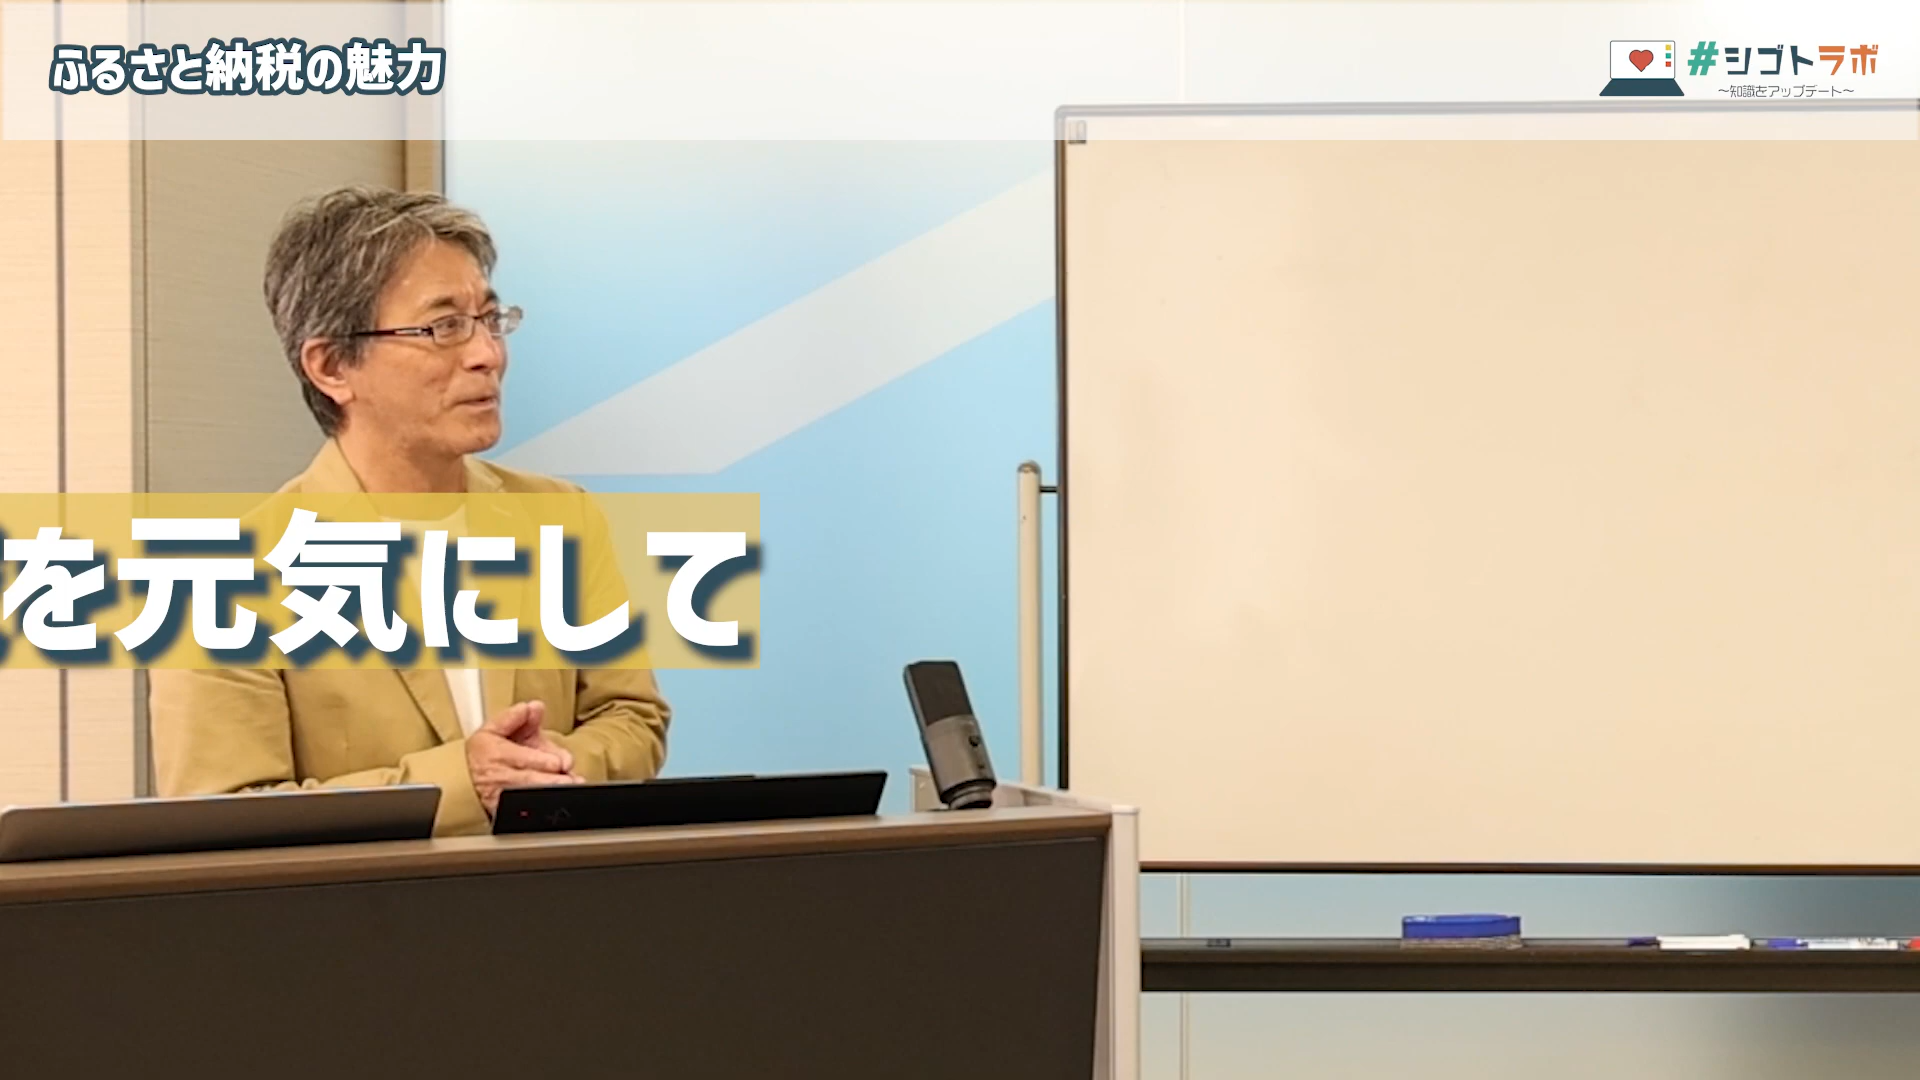 ふるさと納税の魅力
#シゴトラボ
～知識をアップデート～
を元気にして